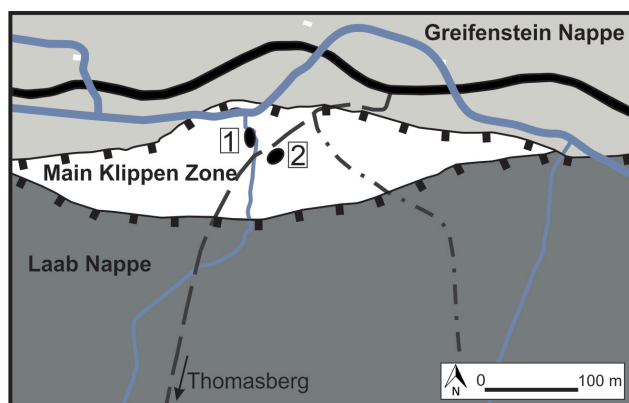 Greifenstein Nappe
1
2
Main Klippen Zone
Laab Nappe
Thomasberg
N
0 100 m